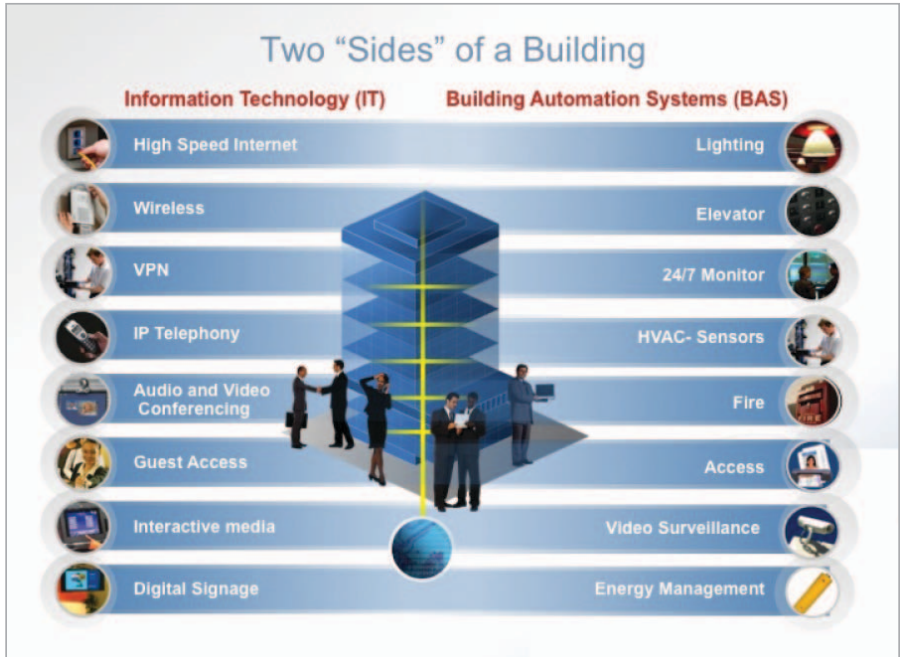 Two “Sides” of a Building
Information Technology (IT)
Building Automation Systems (BAS)
High Speed Internet
Lighting
Wireless
Elevator
VPN
24/7 Monitor
IP Telephony
HVAC- Sensors
Audio and Video
Conferencing
Fire
FIRE
Guest Access
Access
Interactive media
Video Surveillance
Digital Signage
Energy Management